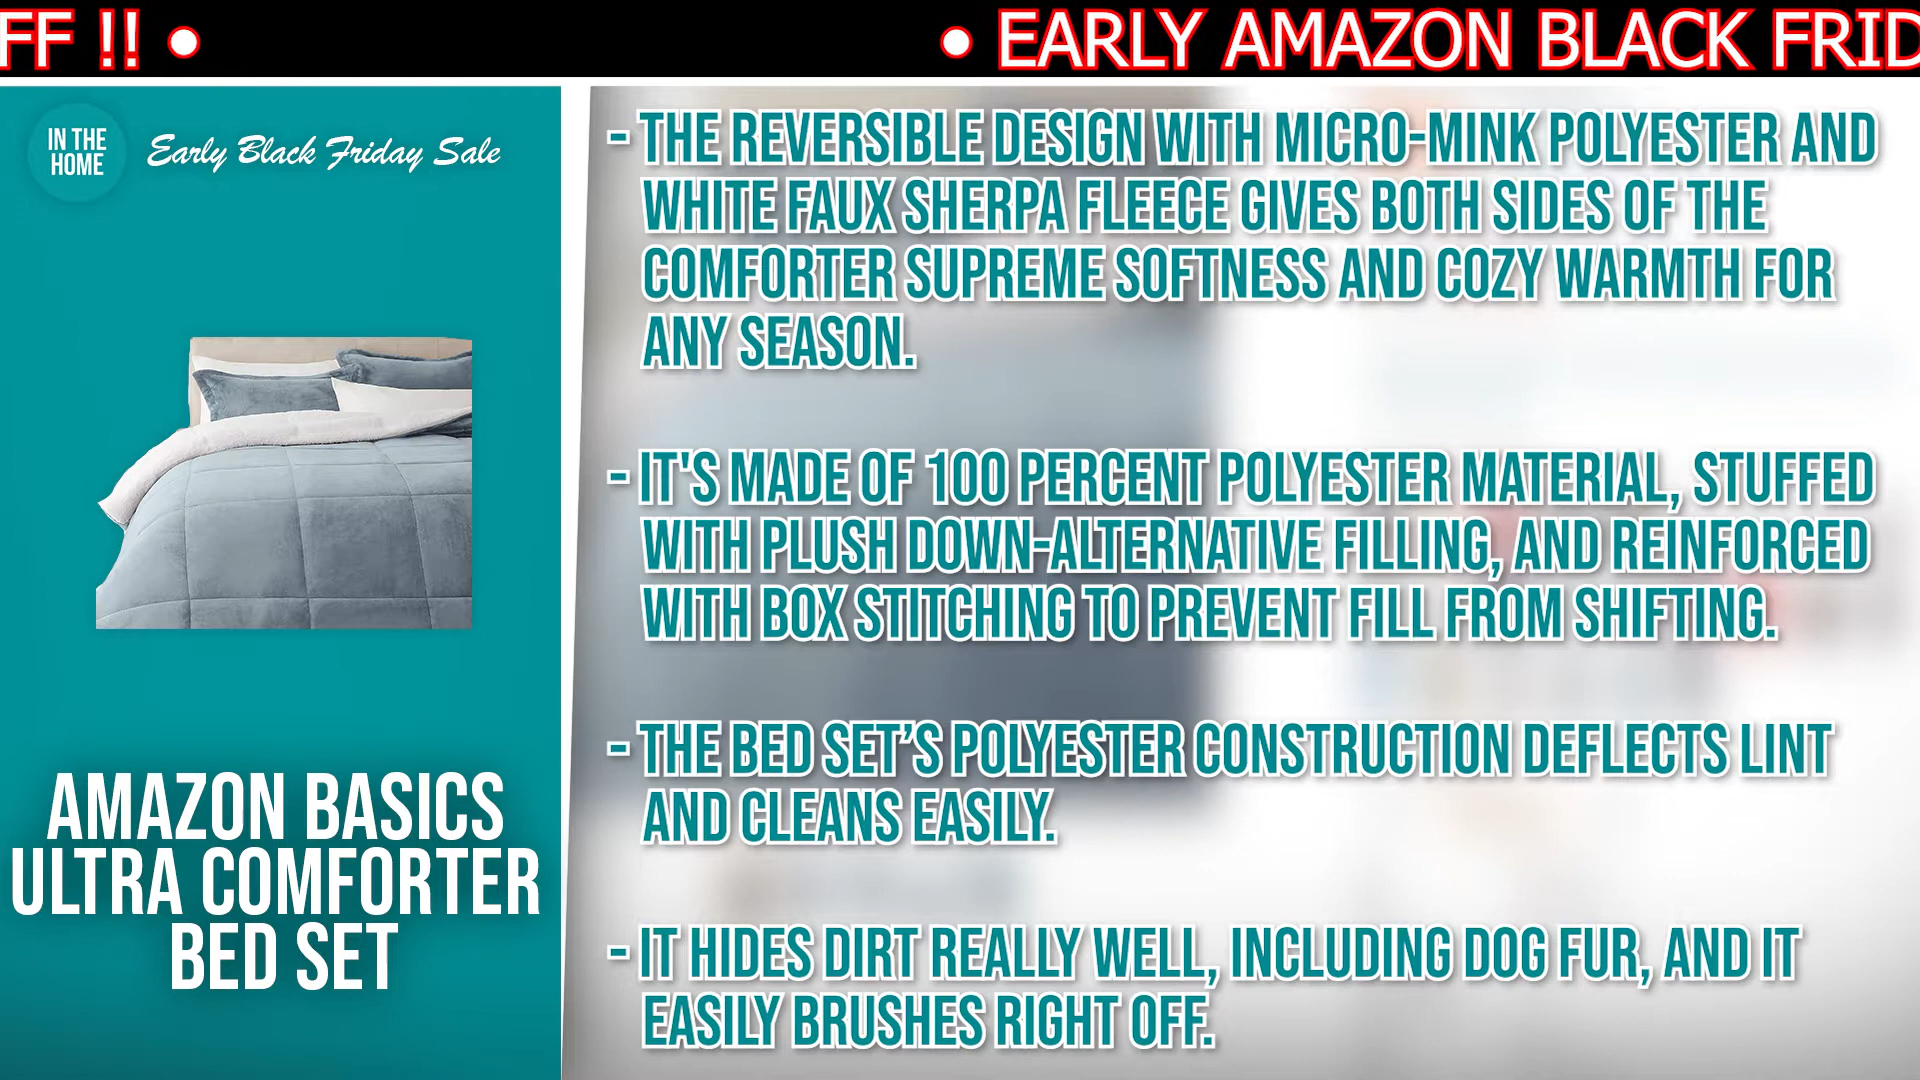 FF !! •
• EARLY AMAZON BLACK FRID
IN THE
HOME
Early Black Friday Sale
AMAZON BASICS
ULTRA COMFORTER
BED SET
- THE REVERSIBLE DESIGN WITH MICRO-MINK POLYESTER AND
WHITE FAUX SHERPA FLEECE GIVES BOTH SIDES OF THE
COMFORTER SUPREME SOFTNESS AND COZY WARMTH FOR
ANY SEASON.
- IT'S MADE OF 100 PERCENT POLYESTER MATERIAL, STUFFED
WITH PLUSH DOWN-ALTERNATIVE FILLING, AND REINFORCED
WITH BOX STITCHING TO PREVENT FILL FROM SHIFTING.
- THE BED SET’S POLYESTER CONSTRUCTION DEFLECTS LINT
AND CLEANS EASILY.
- IT HIDES DIRT REALLY WELL, INCLUDING DOG FUR, AND IT
EASILY BRUSHES RIGHT OFF.